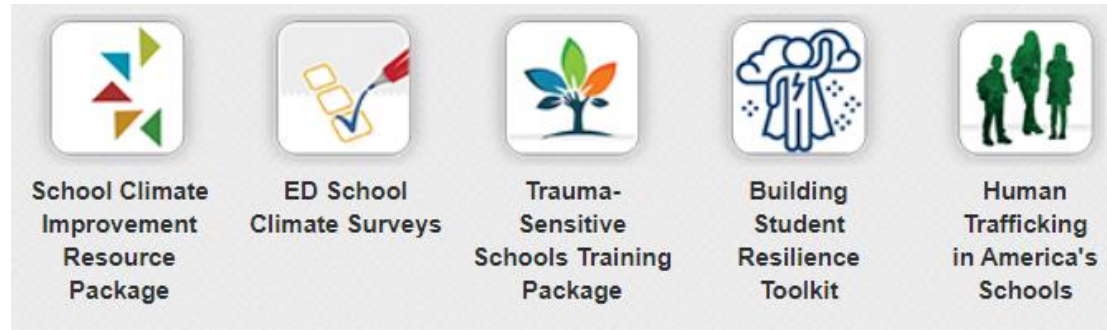 School Climate
Improvement
Resource
Package
ED School
Climate Surveys
Trauma-
Sensitive
Schools Training
Package
Building
Student
Resilience
Toolkit
Human
Trafficking
in America's
Schools